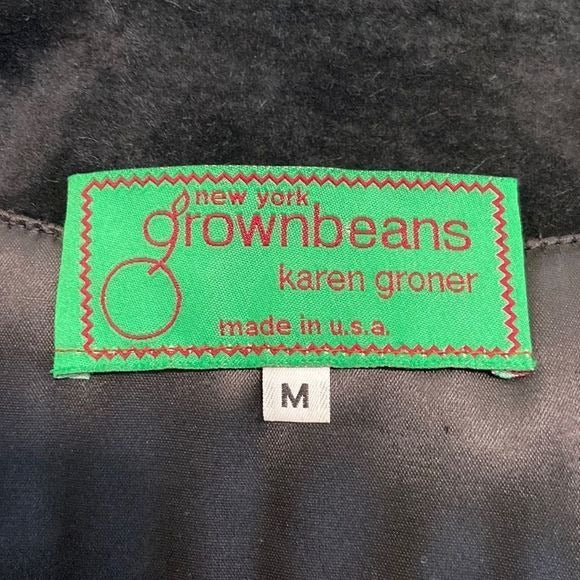 new york
grownbeans
karen groner
made in u.s.a.
M